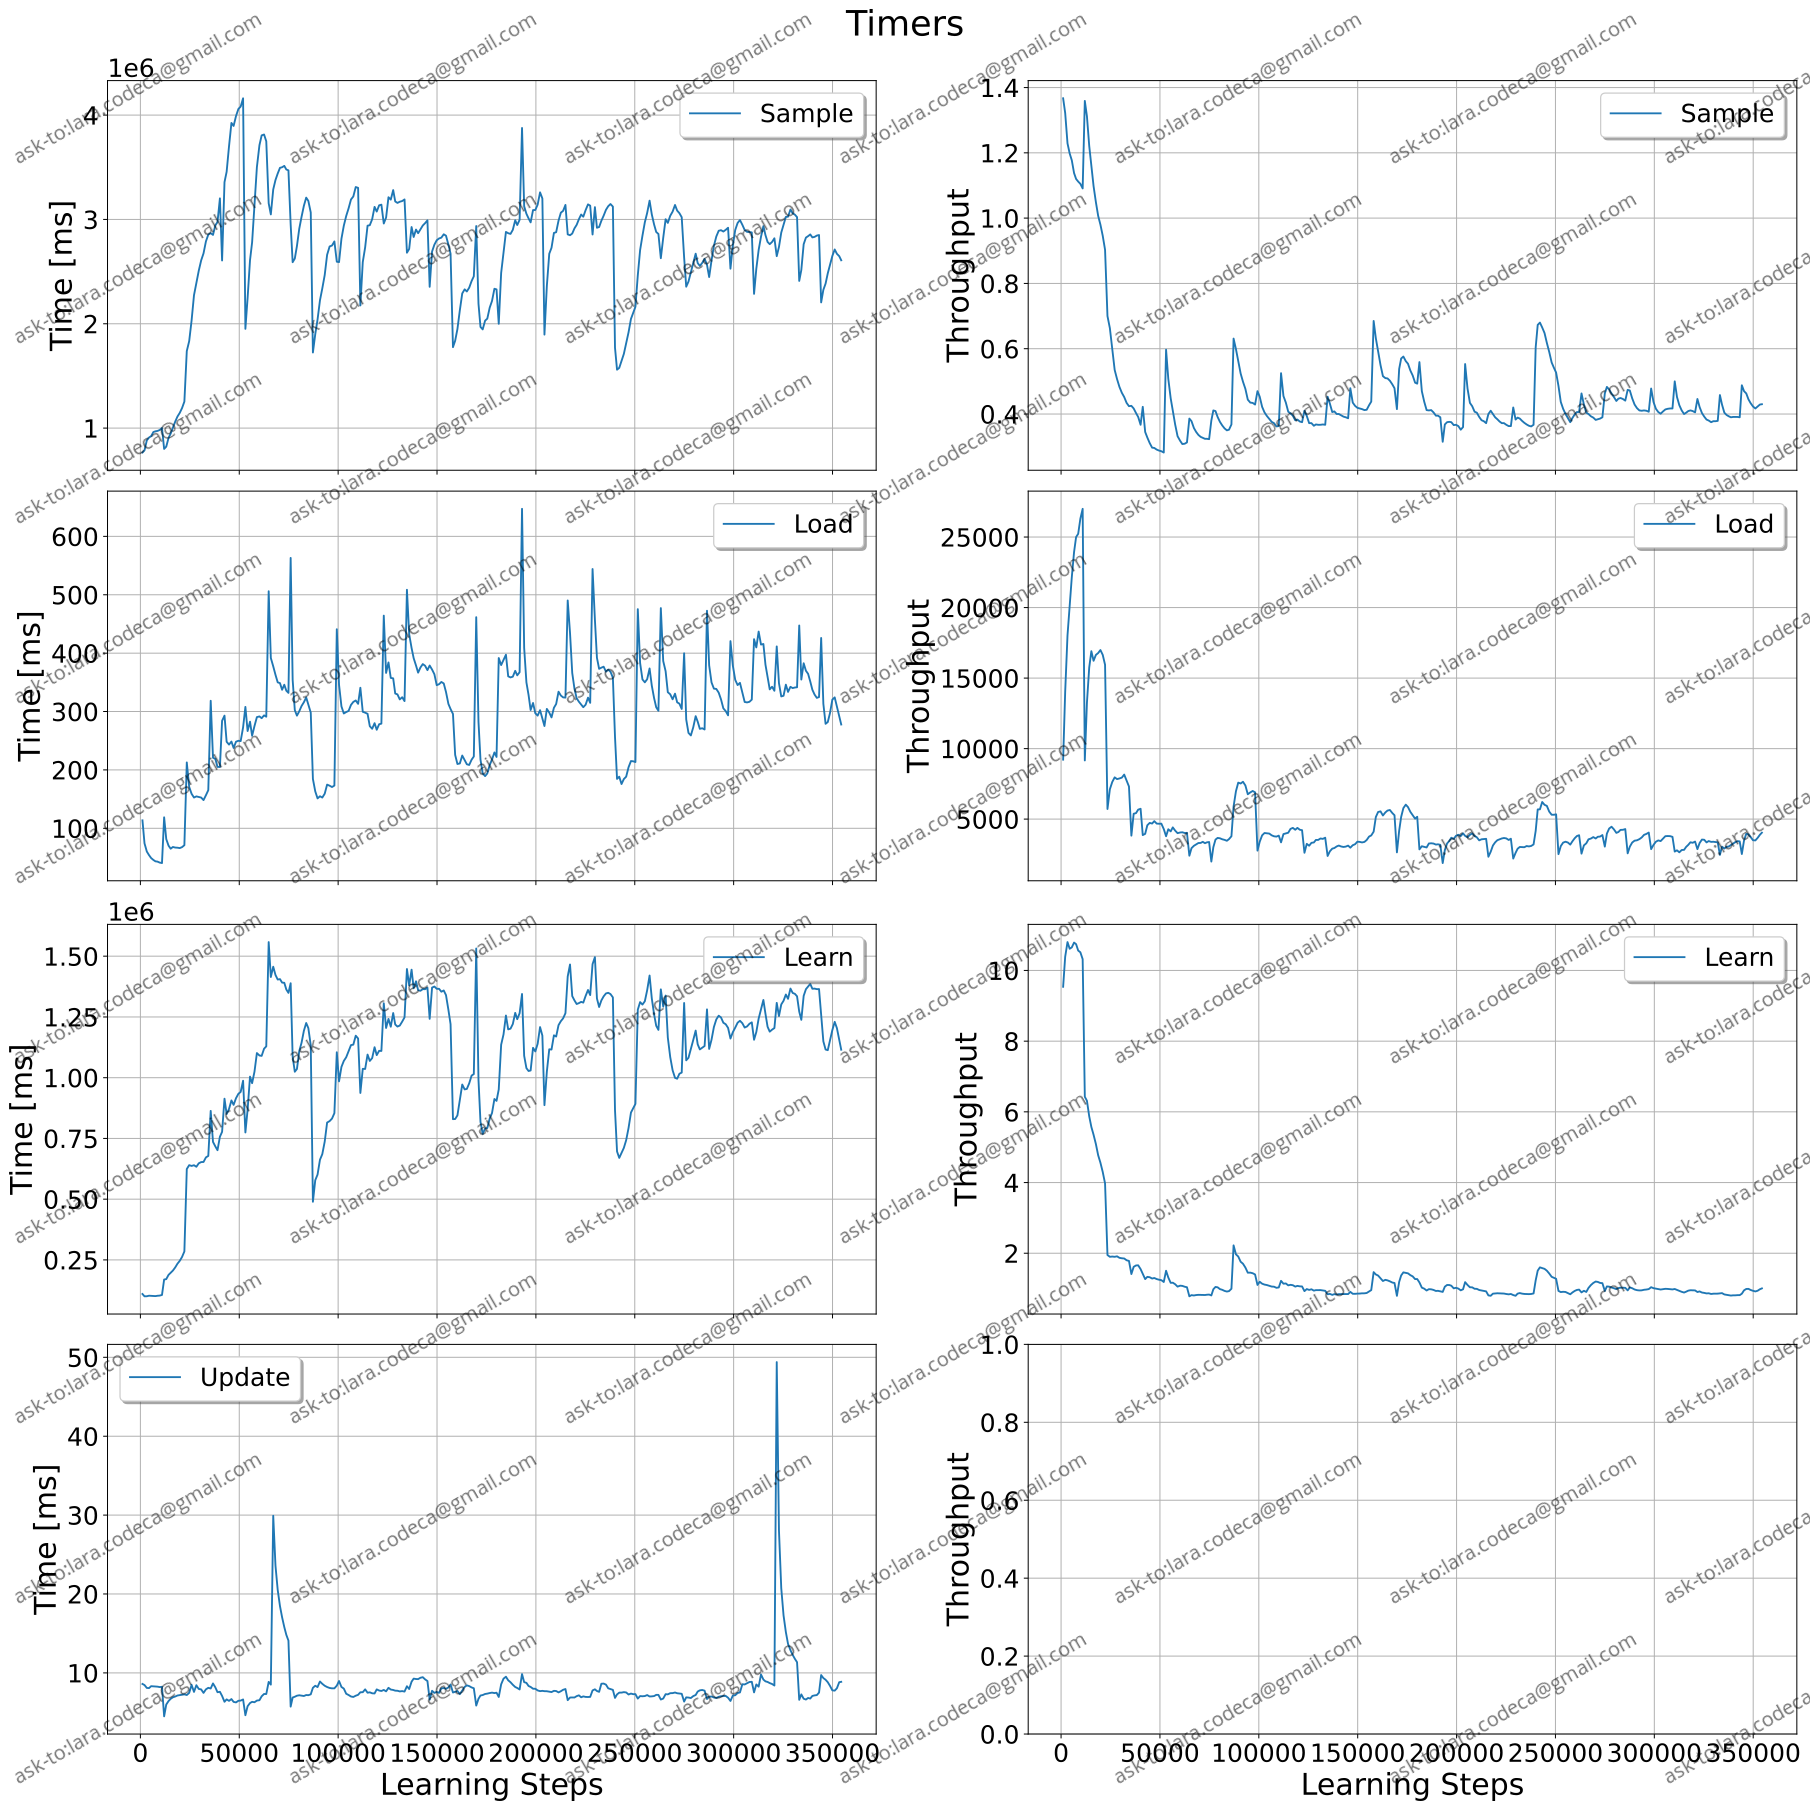 Timers
1e6
Time [ms]
4
3
2
1
Sample
Throughput
1.4
1.2
1.0
0.8
0.6
0.4
Sample
Time [ms]
600
500
400
300
200
100
Load
Throughput
25000
20000
15000
10000
5000
Load
1e6
Time [ms]
1.50
1.25
1.00
0.75
0.50
0.25
Learn
Throughput
10
8
6
4
2
Learn
Time [ms]
50
40
30
20
10
Update
0 50000 100000 150000 200000 250000 300000 350000
Learning Steps
Throughput
1.0
0.8
0.6
0.4
0.2
0.0
0 50000 100000 150000 200000 250000 300000 350000
Learning Steps
ask-to:lara.codeca@gmail.com